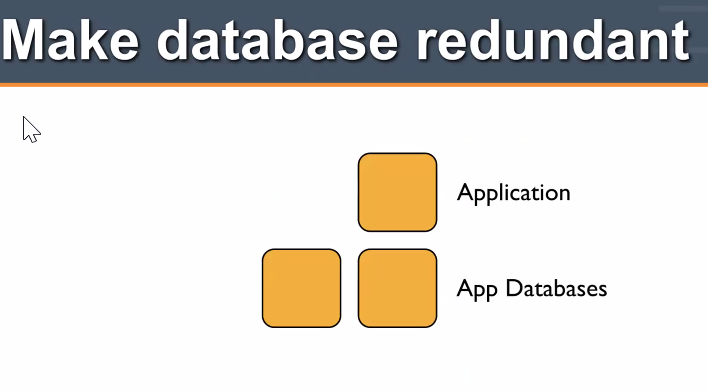 Make database redundant
Application
App Databases